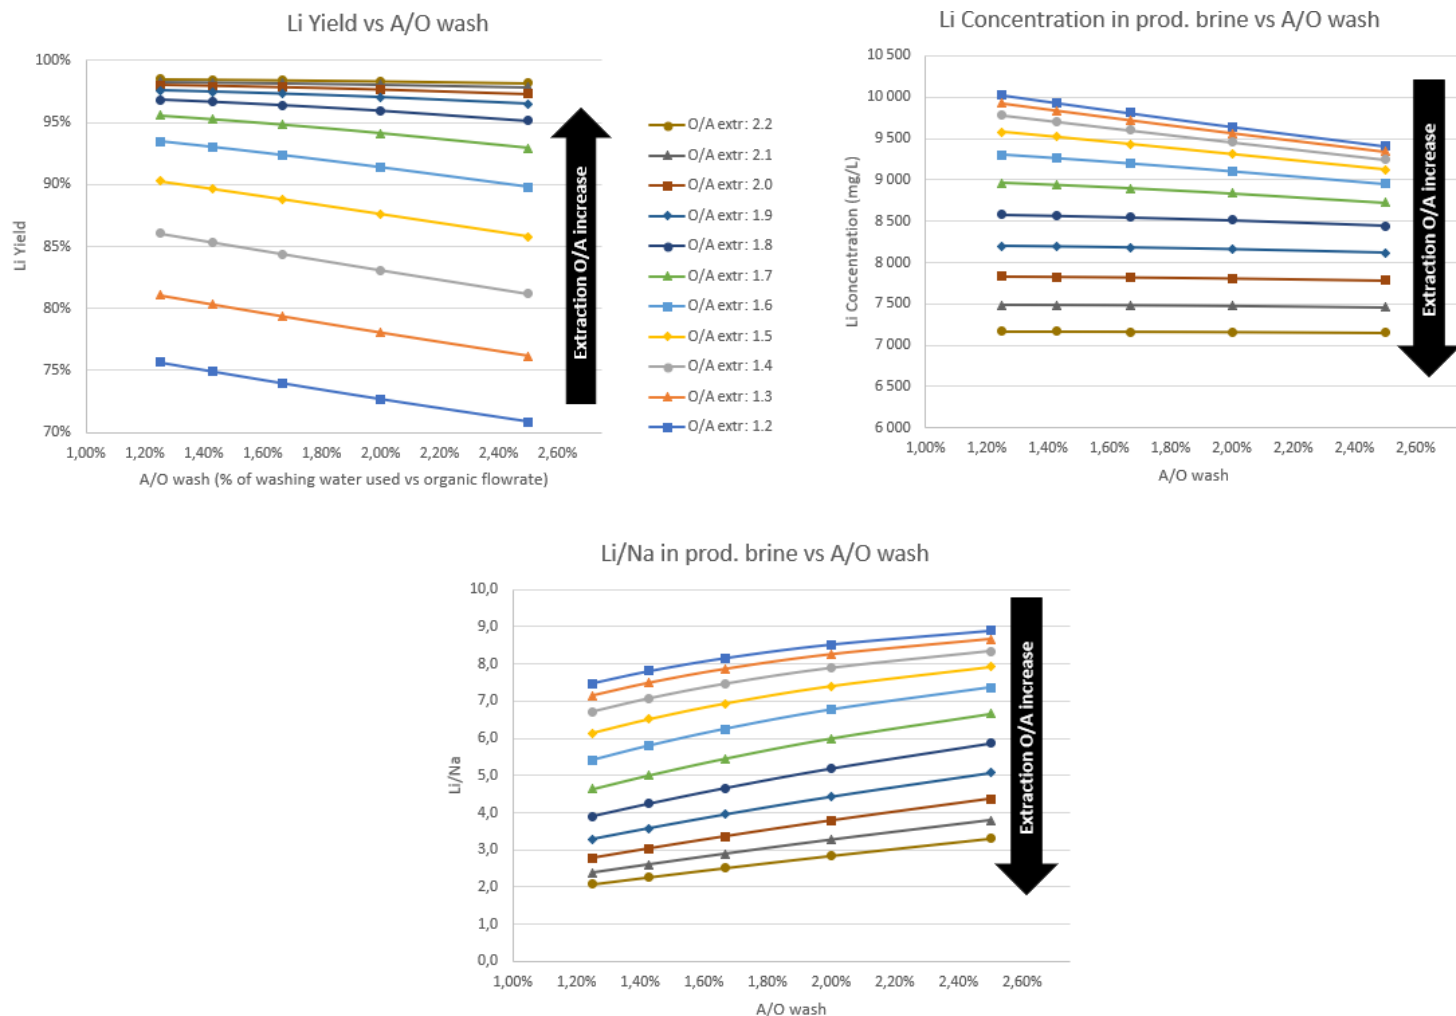 Li Yield vs A/O wash
100%
95%
90%
85%
80%
75%
70%
Li Yield
1,00%
1,20%
1,40%
1,60%
1,80%
2,00%
2,20%
2,40%
2,60%
A/O wash (% of washing water used vs organic flowrate)
Extraction O/A increase
O/A extr: 2.2
O/A extr: 2.1
O/A extr: 2.0
O/A extr: 1.9
O/A extr: 1.8
O/A extr: 1.7
O/A extr: 1.6
O/A extr: 1.5
O/A extr: 1.4
O/A extr: 1.3
O/A extr: 1.2
Li Concentration in prod. brine vs A/O wash
10 500
10 000
9 500
9 000
8 500
8 000
7 500
7 000
6 500
6 000
Li Concentration (mg/L)
1,00%
1,20%
1,40%
1,60%
1,80%
2,00%
2,20%
2,40%
2,60%
A/O wash
Extraction O/A increase
Li/Na in prod. brine vs A/O wash
10,0
9,0
8,0
7,0
6,0
5,0
4,0
3,0
2,0
1,0
0,0
Li/Na
1,00%
1,20%
1,40%
1,60%
1,80%
2,00%
2,20%
2,40%
2,60%
A/O wash
Extraction O/A increase